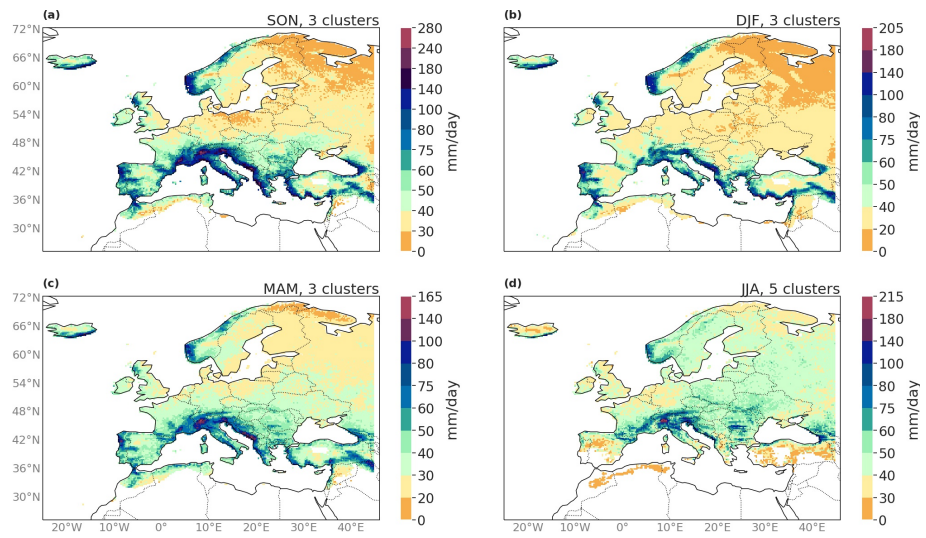 (a)
SON, 3 clusters
72°N
66°N
60°N
54°N
48°N
42°N
36°N
30°N
280
240
180
140
100
80
75
60
50
40
30
0
mm/day
(b)
DJF, 3 clusters
205
180
140
100
80
75
60
50
40
20
0
mm/day
(c)
MAM, 3 clusters
72°N
66°N
60°N
54°N
48°N
42°N
36°N
30°N
20°W
10°W
0°
10°E
20°E
30°E
40°E
165
140
100
80
75
60
50
40
30
20
0
mm/day
(d)
JJA, 5 clusters
20°W
10°W
0°
10°E
20°E
30°E
40°E
215
180
140
100
80
75
60
50
40
30
0
mm/day